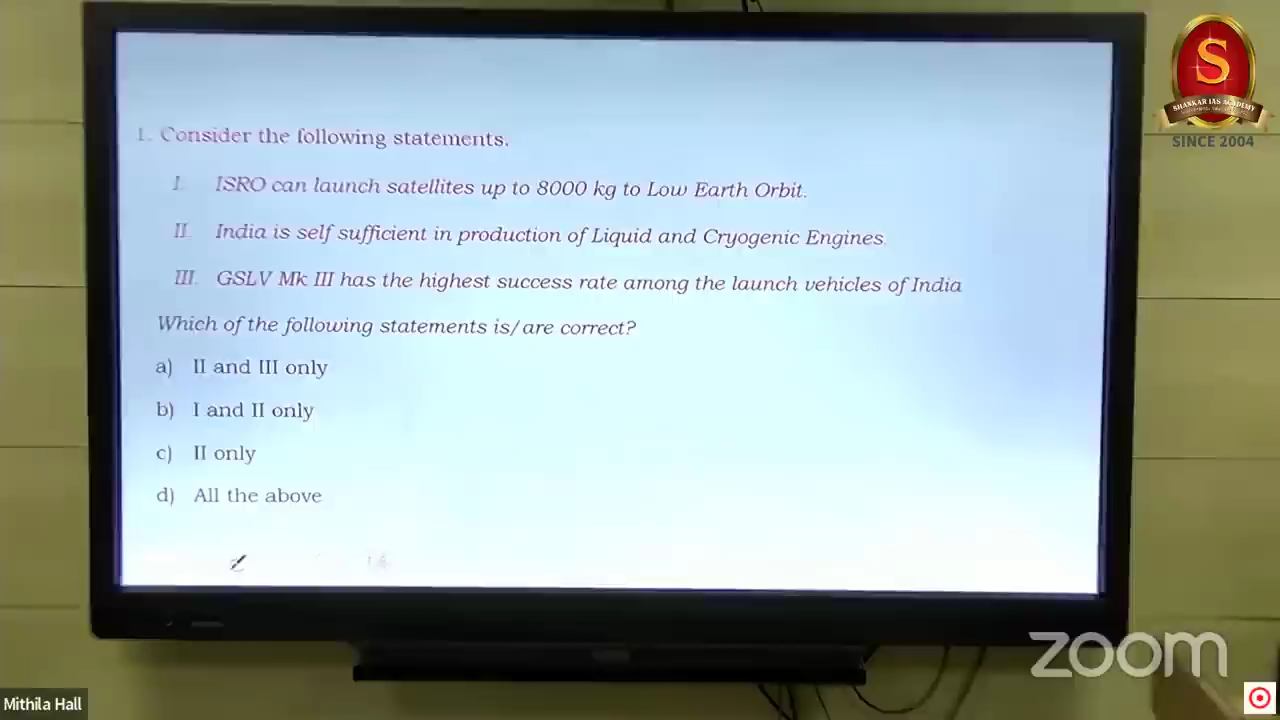 1. Consider the following statements.
I. ISRO can launch satellites up to 8000 kg to Low Earth Orbit.
II. India is self sufficient in production of Liquid and Cryogenic Engines.
III. GSLV Mk III has the highest success rate among the launch vehicles of India
Which of the following statements is/are correct?
a) II and III only
b) I and II only
c) II only
d) All the above
S
SHANKAR IAS ACADEMY
SINCE 2004
zoom
Mithila Hall